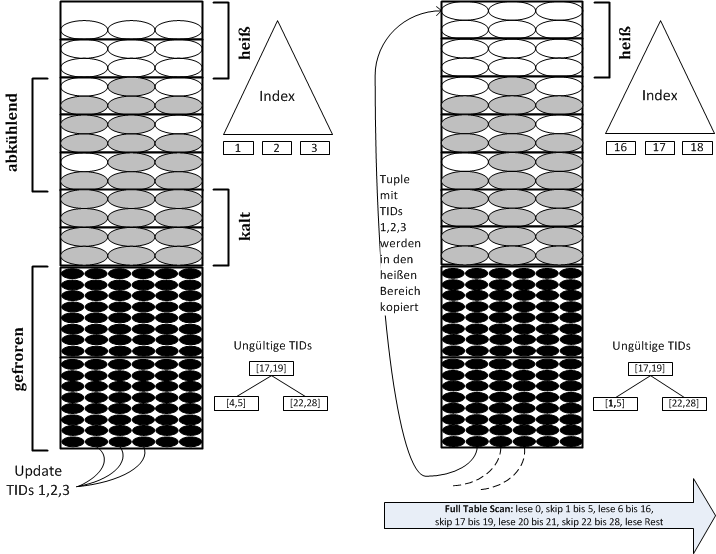 heiß
abkühlend
kalt
gefroren
Index
1 2 3
Ungültige TIDs
[17,19]
[4,5] [22,28]
Update
TIDs 1,2,3
heiß
Index
16 17 18
Tuple
mit
TIDs
1,2,3
werden
in den
heißen
Bereich
kopiert
Ungültige TIDs
[17,19]
[1,5] [22,28]
Full Table Scan: lese 0, skip 1 bis 5, lese 6 bis 16,
skip 17 bis 19, lese 20 bis 21, skip 22 bis 28, lese Rest